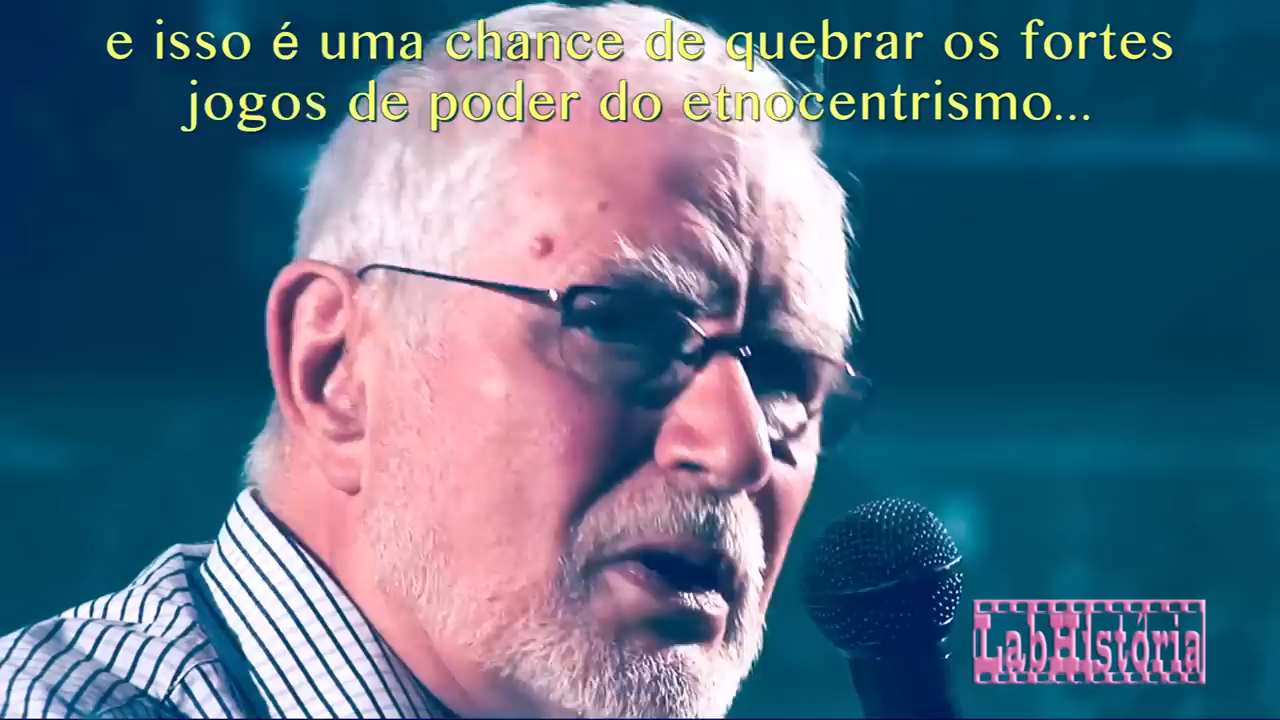 e isso é uma chance de quebrar os fortes
jogos de poder do etnocentrismo...
LabHIstória